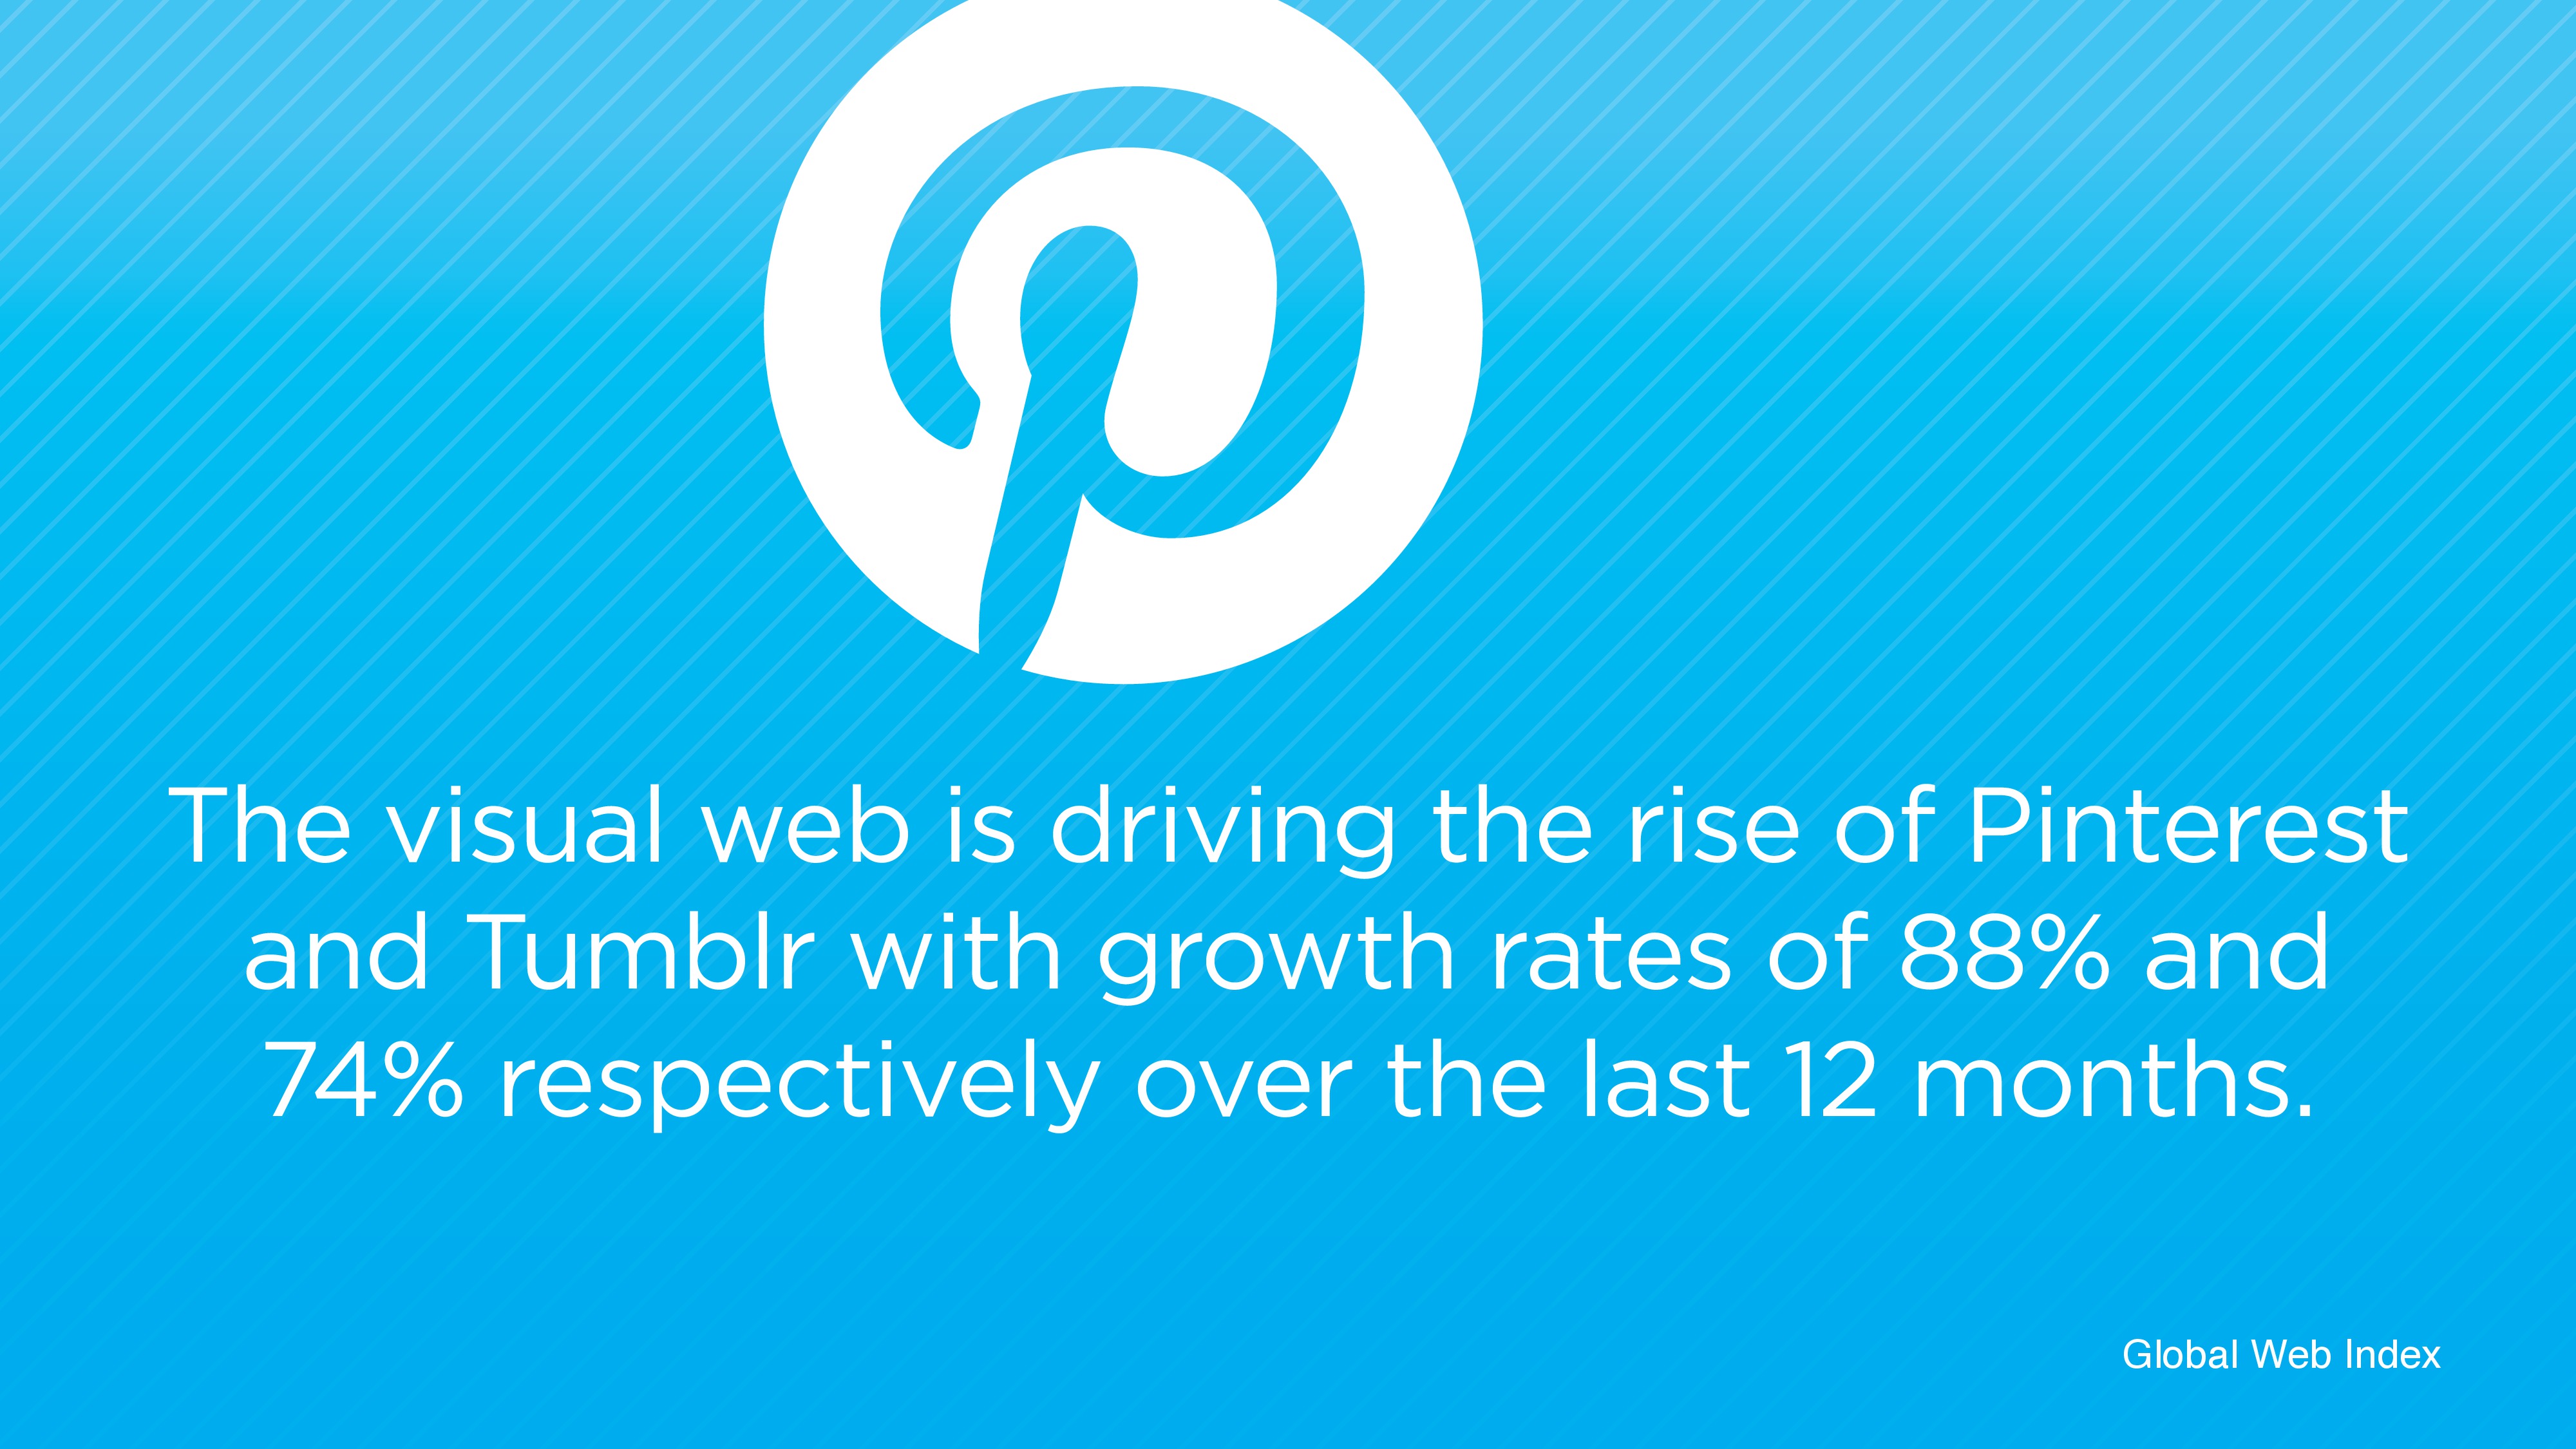 The visual web is driving the rise of Pinterest
and Tumblr with growth rates of 88% and
74% respectively over the last 12 months.
Global Web Index